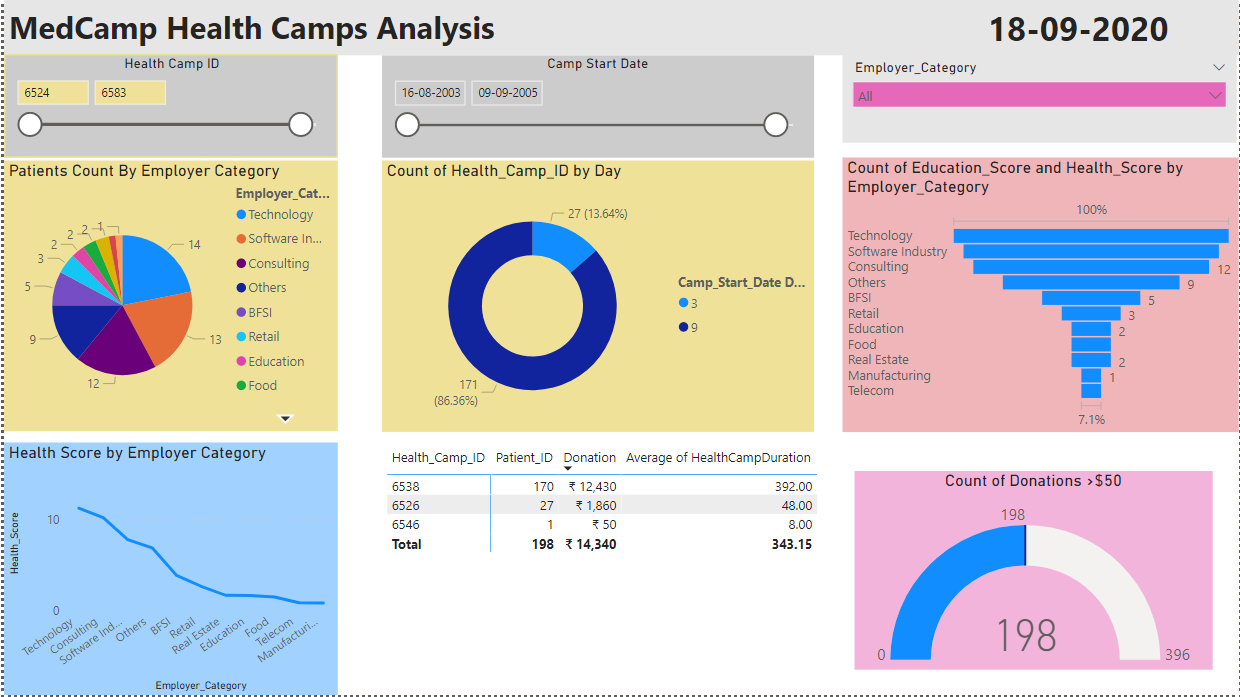 MedCamp Health Camps Analysis
18-09-2020
Health Camp ID
6524
6583
Camp Start Date
16-08-2003
09-09-2005
Employer_Category
All
Patients Count By Employer Category
Employer_Cat...
Technology
Software In...
Consulting
Others
BFSI
Retail
Education
Food
14
13
12
9
5
3
2
2
2
1
Count of Health_Camp_ID by Day
27 (13.64%)
171
(86.36%)
Camp_Start_Date D...
3
9
Count of Education_Score and Health_Score by
Employer_Category
100%
Technology
Software Industry
Consulting 12
Others 9
BFSI 5
Retail 3
Education 2
Food
Real Estate 2
Manufacturing 1
Telecom
7.1%
Health Score by Employer Category
Health_Score
10
0
Technology
Consulting
Software Ind...
Others
BFSI
Retail
Real Estate
Education
Food
Telecom
Manufacturi...
Employer_Category
Health_Camp_ID Patient_ID Donation Average of HealthCampDuration
6538 170 ₹ 12,430 392.00
6526 27 ₹ 1,860 48.00
6546 1 ₹ 50 8.00
Total 198 ₹ 14,340 343.15
Count of Donations >$50
198
198
0
396